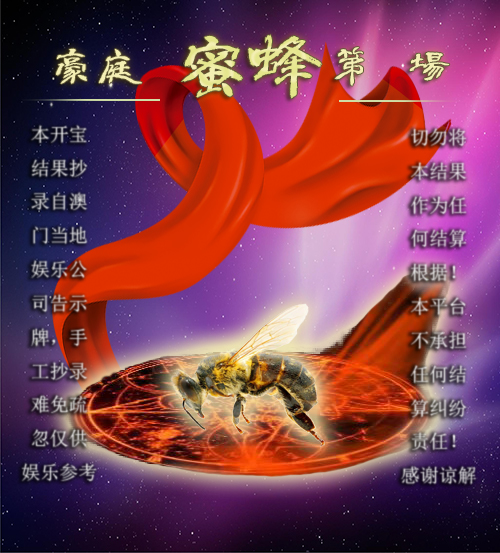 豪庭 蜜蜂 第 場
本开宝
结果抄
录自澳
门当地
娱乐公
司告示
牌，手
工抄录
难免疏
忽仅供
娱乐参考
切勿将
本结果
作为任
何结算
根据！
本平台
不承担
任何结
算纠纷
责任！
感谢谅解